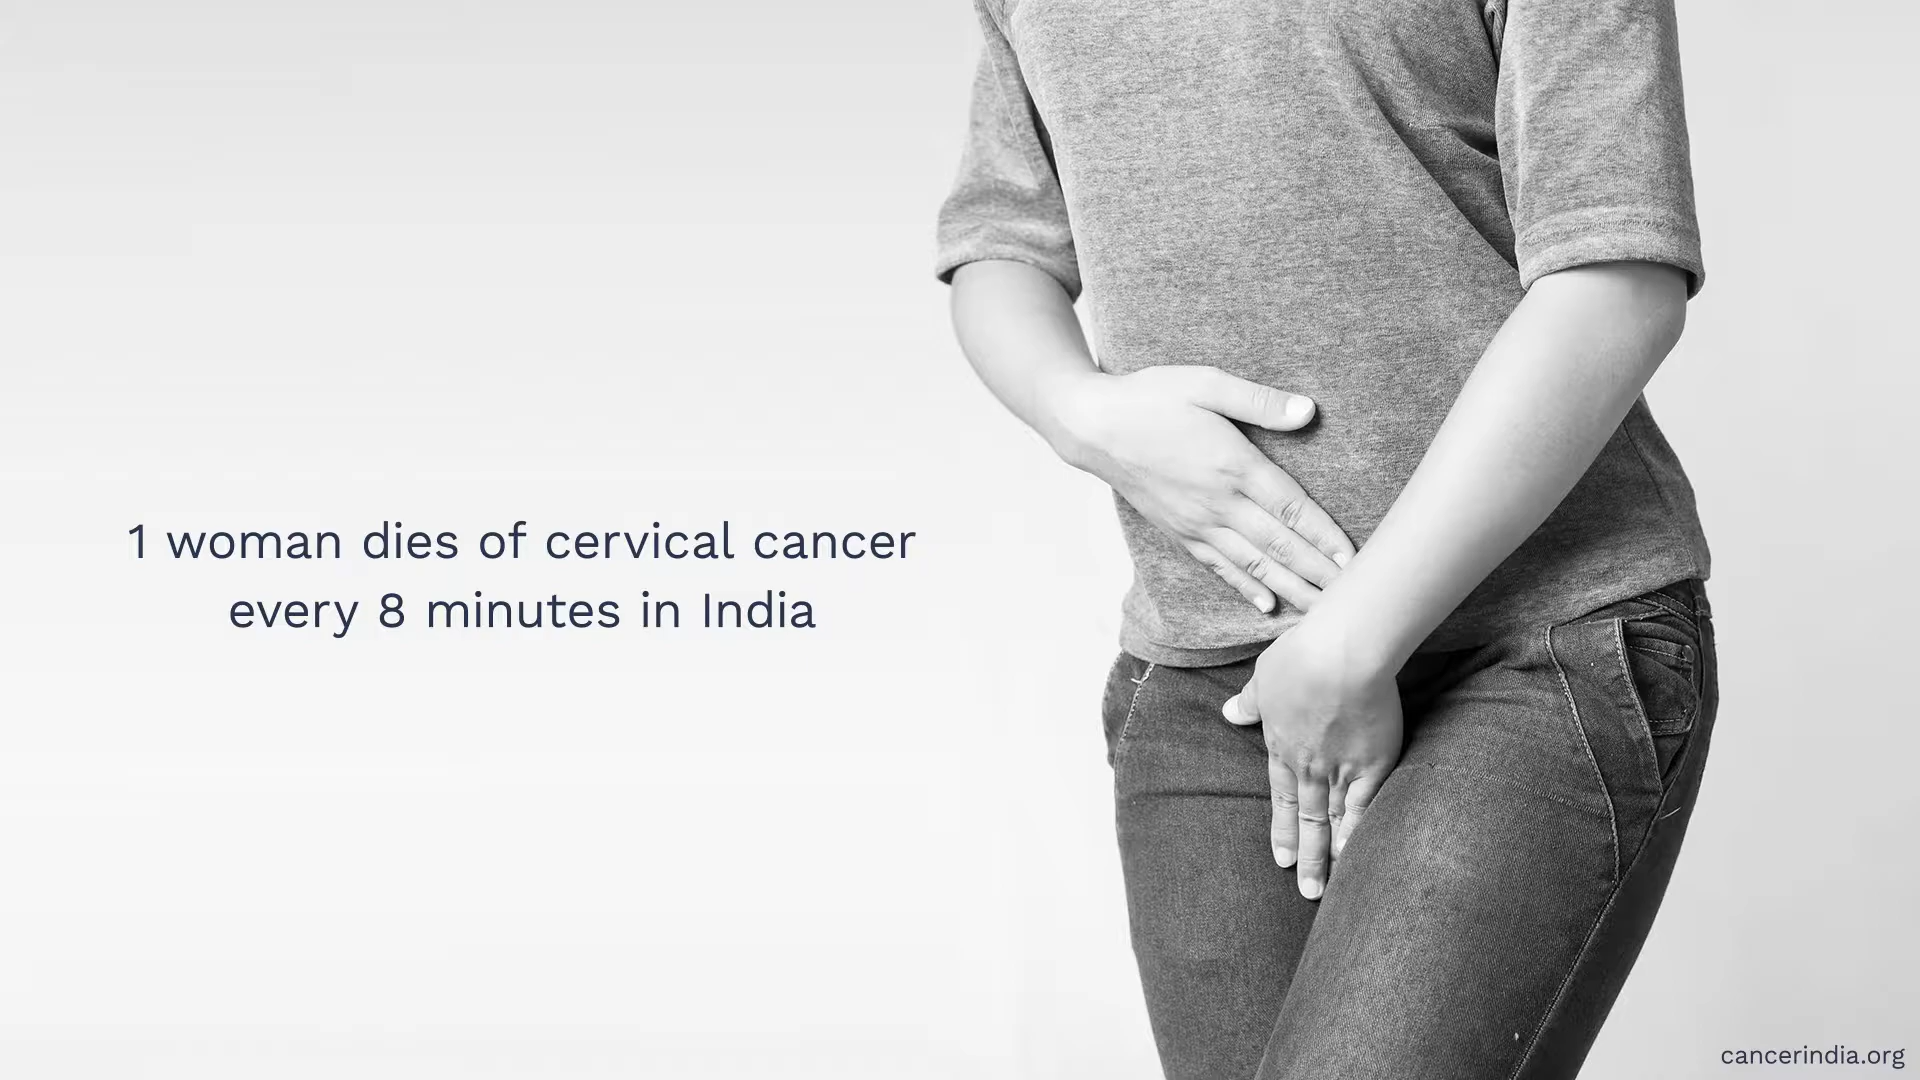 1 woman dies of cervical cancer
every 8 minutes in India
cancerindia.org